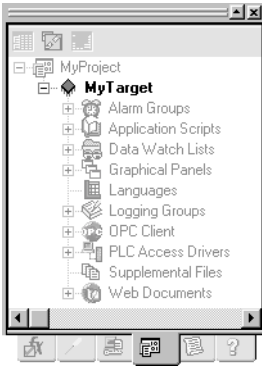 MyProject
MyTarget
Alarm Groups
Application Scripts
Data Watch Lists
Graphical Panels
Languages
Logging Groups
OPC Client
PLC Access Drivers
Supplemental Files
Web Documents